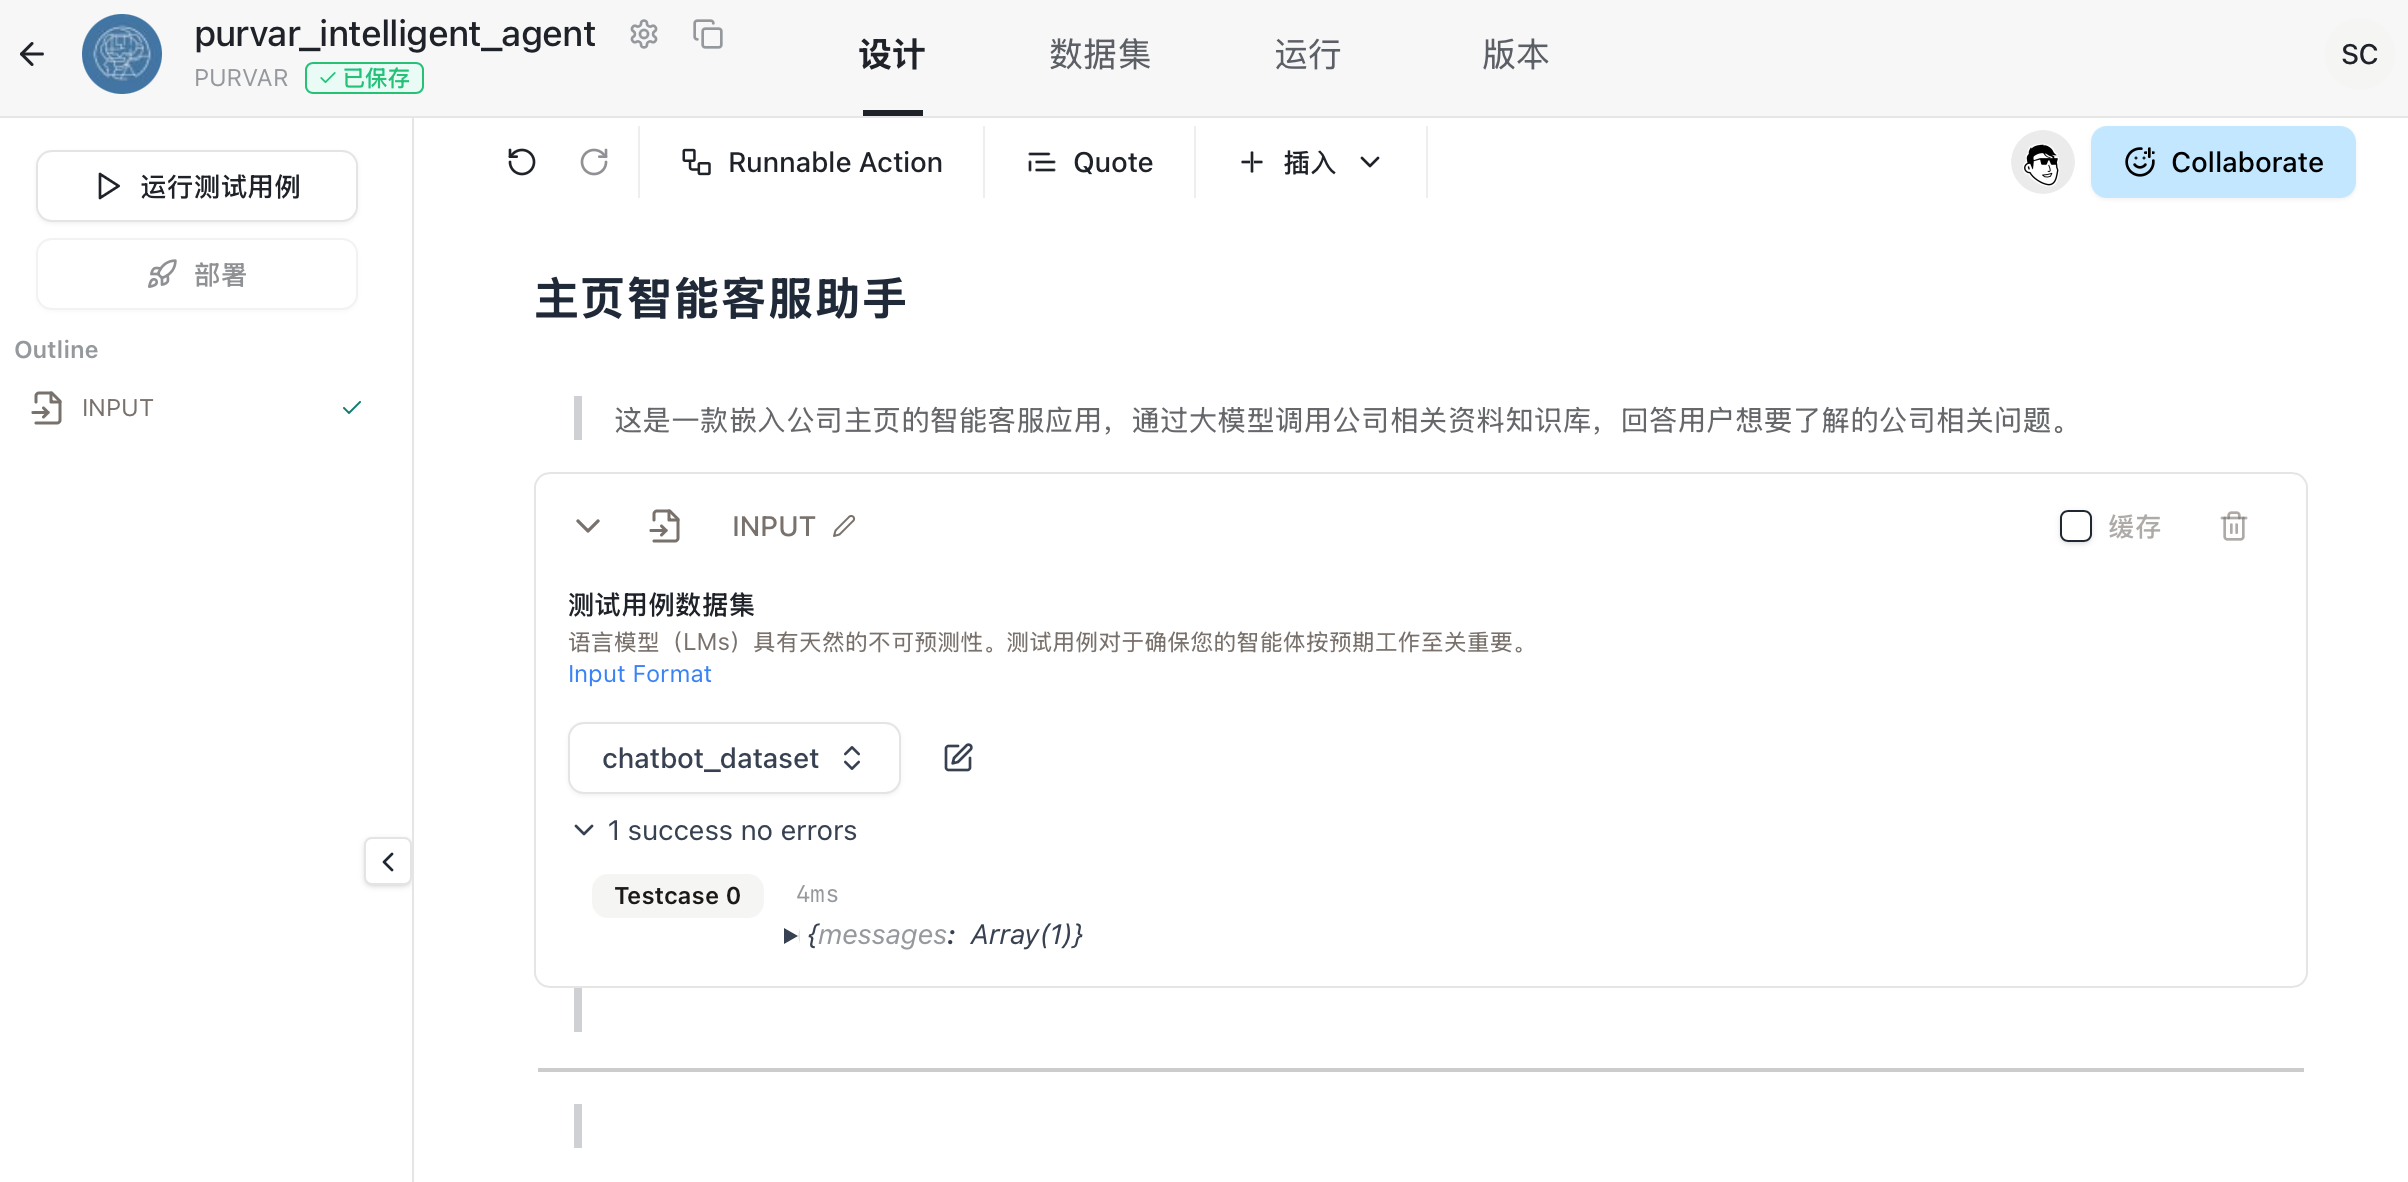 purvar_intelligent_agent
PURVAR 已保存
设计 数据集 运行 版本
SC
运行测试用例
部署
Outline
INPUT
Runnable Action Quote 插入
Collaborate
主页智能客服助手
这是一款嵌入公司主页的智能客服应用，通过大模型调用公司相关资料知识库，回答用户想要了解的公司相关问题。
INPUT 缓存
测试用例数据集
语言模型（LMs）具有天然的不可预测性。测试用例对于确保您的智能体按预期工作至关重要。
Input Format
chatbot_dataset
1 success no errors
Testcase 0 4ms
{messages: Array(1)}